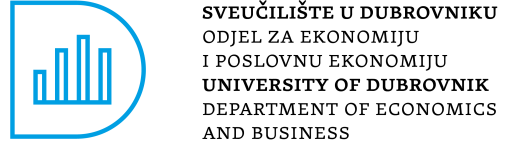 SVEUČILIŠTE U DUBROVNIKU
ODJEL ZA EKONOMIJU
I POSLOVNU EKONOMIJU
UNIVERSITY OF DUBROVNIK
DEPARTMENT OF ECONOMICS
AND BUSINESS